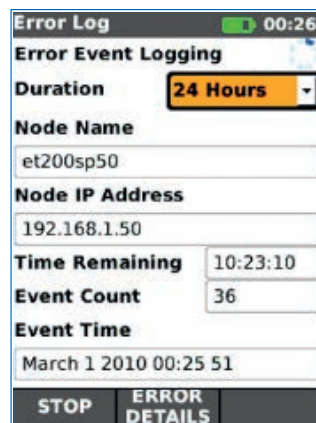 Error Log 00:26
Error Event Logging
Duration 24 Hours
Node Name
et200sp50
Node IP Address
192.168.1.50
Time Remaining 10:23:10
Event Count 36
Event Time
March 1 2010 00:25 51
STOP ERROR
DETAILS